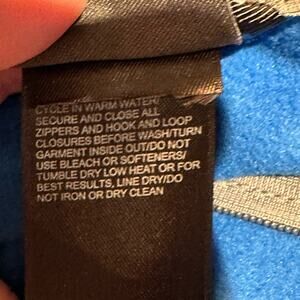 CYCLE IN WARM WATER/
SECURE AND CLOSE ALL
ZIPPERS AND HOOK AND LOOP
CLOSURES BEFORE WASH/TURN
GARMENT INSIDE OUT/DO NOT
USE BLEACH OR SOFTENERS/
TUMBLE DRY LOW HEAT OR FOR
BEST RESULTS, LINE DRY/DO
NOT IRON OR DRY CLEAN